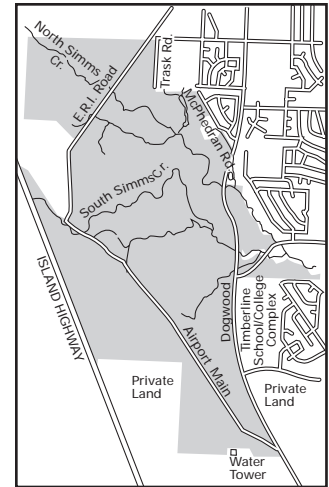 North Simms
Cr.
E.R.I. Road
Trask Rd.
McPhedran Rd.
South Simms Cr.
ISLAND HIGHWAY
Dogwood
Timberline
School/College
Complex
Airport Main
Private
Land
Private
Land
Water
Tower